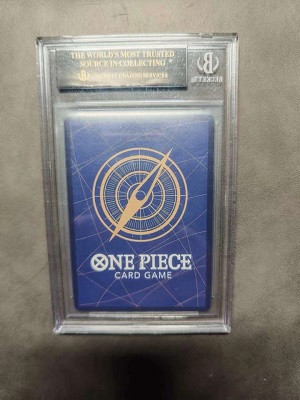 THE WORLD'S MOST TRUSTED
SOURCE IN COLLECTING
ONE PIECE
CARD GAME